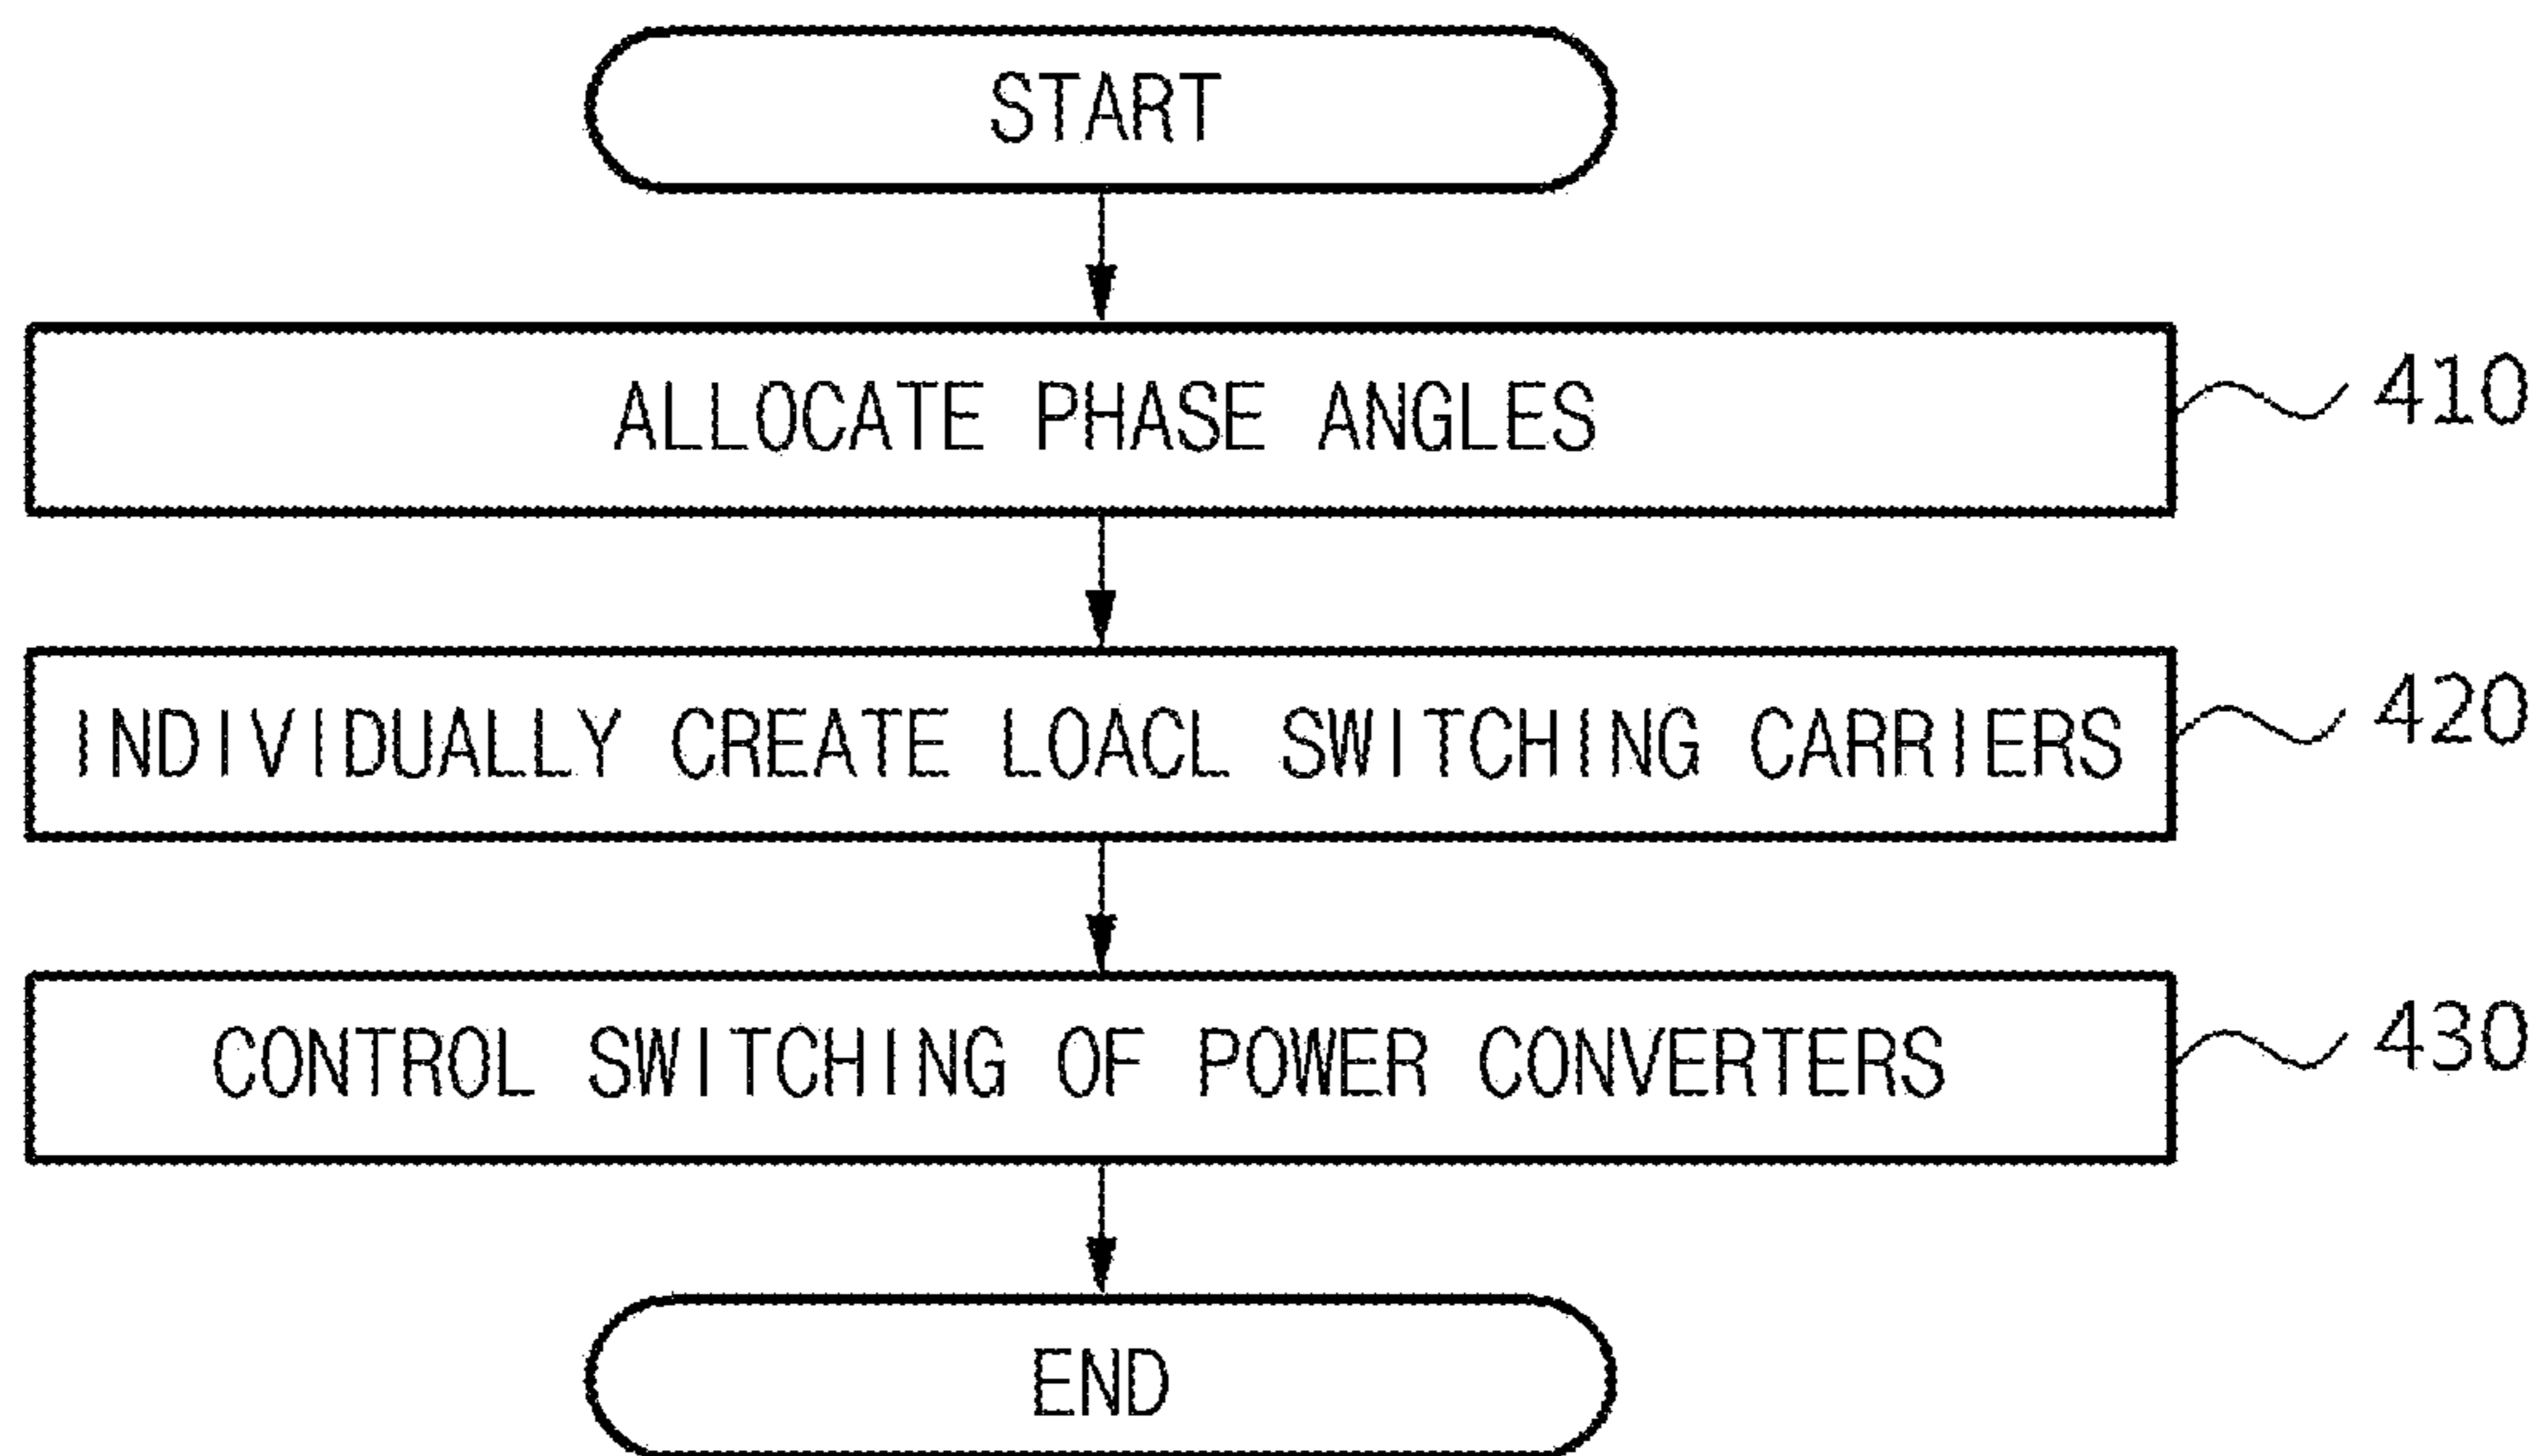 START
ALLOCATE PHASE ANGLES
410
INDIVIDUALLY CREATE LOACL SWITCHING CARRIERS
420
CONTROL SWITCHING OF POWER CONVERTERS
430
END